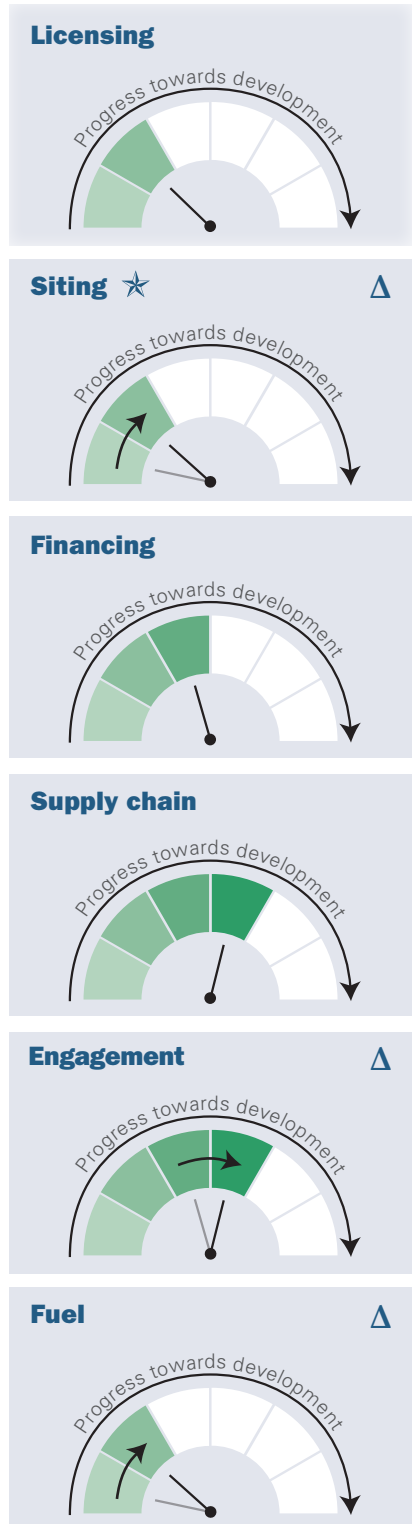 Licensing
Progress towards development
Siting Δ
Progress towards development
Financing
Progress towards development
Supply chain
Progress towards development
Engagement Δ
Progress towards development
Fuel Δ
Progress towards development